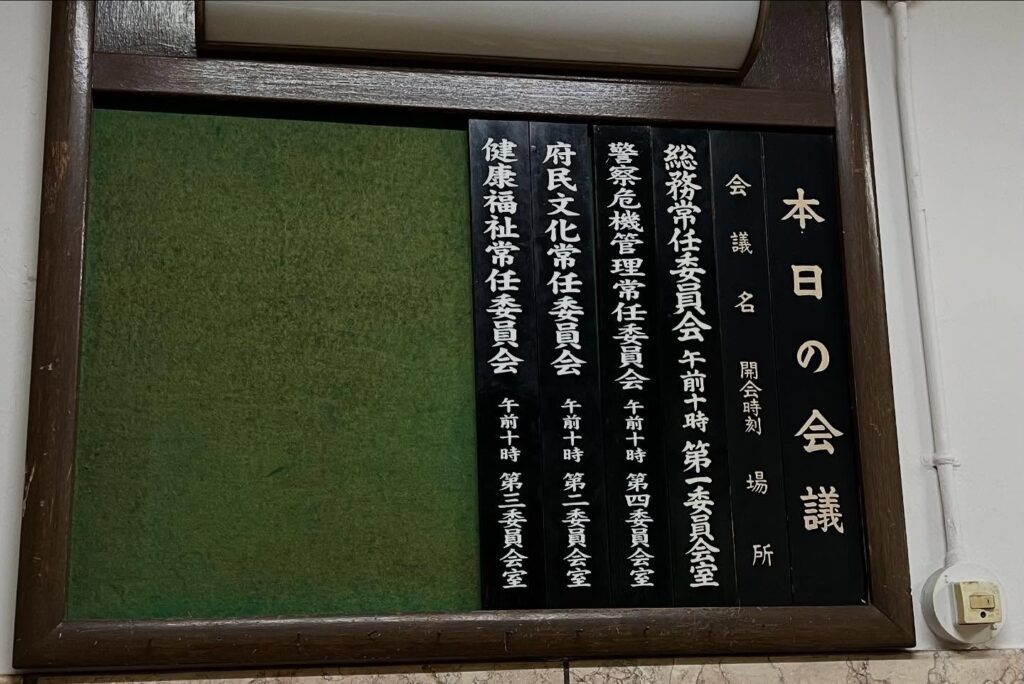 本日の会議
会議名 開会時刻 場所
総務常任委員会 午前十時 第一委員会室
警察危機管理常任委員会 午前十時 第四委員会室
府民文化常任委員会 午前十時 第二委員会室
健康福祉常任委員会 午前十時 第三委員会室